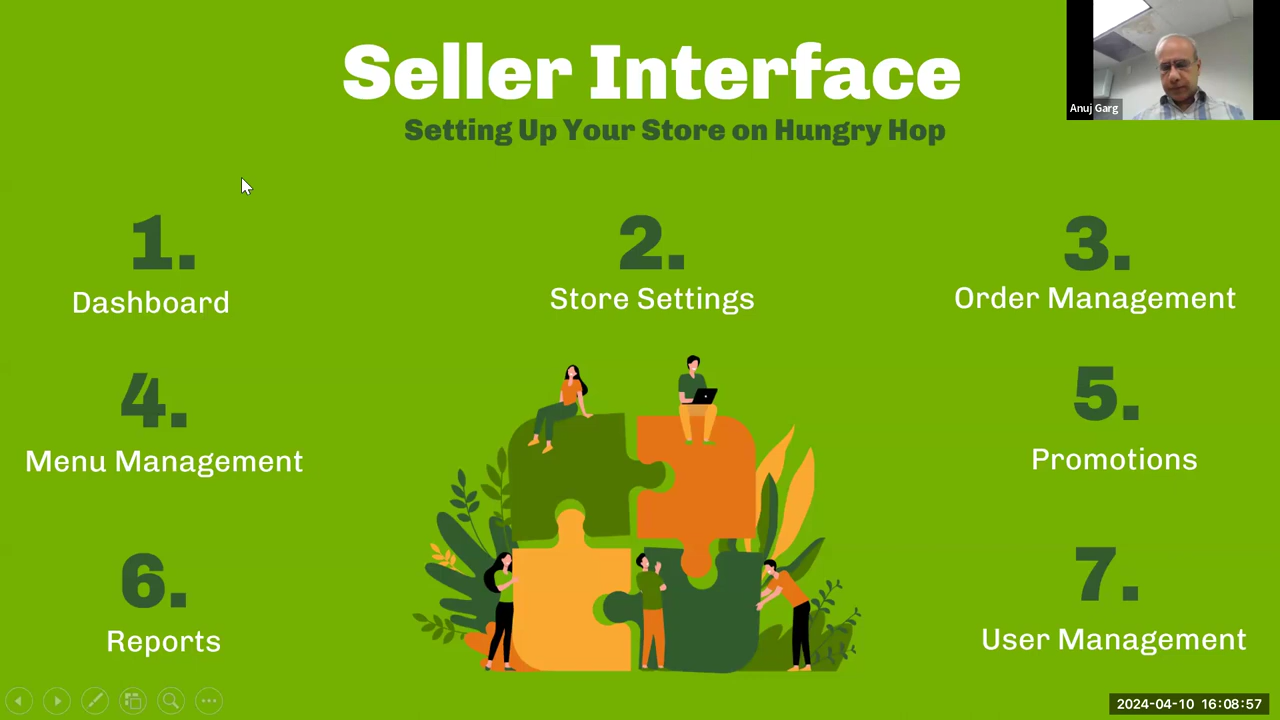 Seller Interface
Setting Up Your Store on Hungry Hop
Anuj Garg
1.
Dashboard
2.
Store Settings
3.
Order Management
4.
Menu Management
5.
Promotions
6.
Reports
7.
User Management
2024-04-10 16:08:57